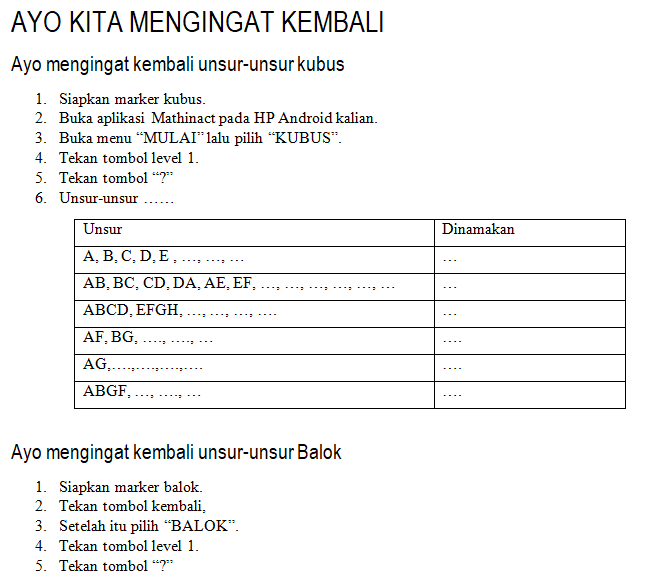 AYO KITA MENGINGAT KEMBALI
Ayo mengingat kembali unsur-unsur kubus
1. Siapkan marker kubus.
2. Buka aplikasi Mathinact pada HP Android kalian.
3. Buka menu “MULAI” lalu pilih “KUBUS”.
4. Tekan tombol level 1.
5. Tekan tombol “?”
6. Unsur-unsur ……
Unsur Dinamakan
A, B, C, D, E , …, …, … …
AB, BC, CD, DA, AE, EF, …, …, …, …, …, … …
ABCD, EFGH, …, …, …, …. …
AF, BG, …., …., … ….
AG,….,….,….,…. ….
ABGF, …, …., … ….
Ayo mengingat kembali unsur-unsur Balok
1. Siapkan marker balok.
2. Tekan tombol kembali,
3. Setelah itu pilih “BALOK”.
4. Tekan tombol level 1.
5. Tekan tombol “?”